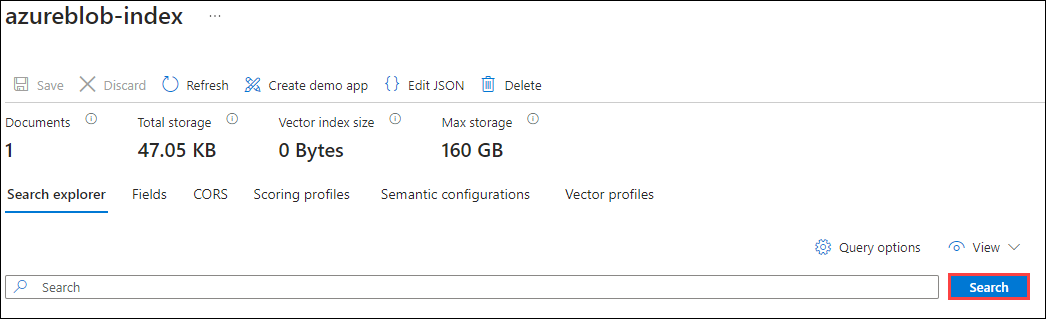 azureblob-index ...
Save Discard Refresh Create demo app {} Edit JSON Delete
Documents Total storage Vector index size Max storage
1 47.05 KB 0 Bytes 160 GB
Search explorer Fields CORS Scoring profiles Semantic configurations Vector profiles
Query options View
Search Search